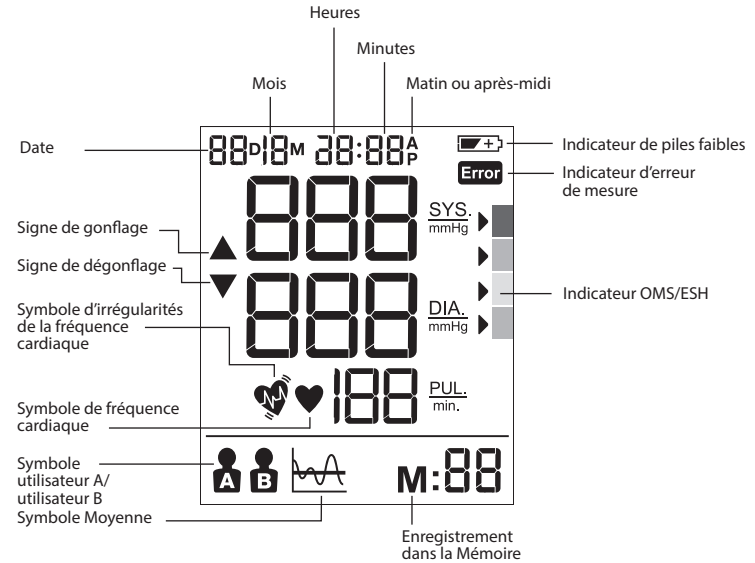 Heures
Minutes
Mois
Matin ou après-midi
Date
88D18M 28:88 A
P
Indicateur de piles faibles
Error
Indicateur d'erreur
de mesure
888
SYS.
mmHg
Signe de gonflage
Signe de dégonflage
888
DIA.
mmHg
Indicateur OMS/ESH
Symbole d'irrégularités
de la fréquence
cardiaque
188
PUL.
min.
Symbole de fréquence
cardiaque
Symbole
utilisateur A/
utilisateur B
A B
M:88
Symbole Moyenne
Enregistrement
dans la Mémoire